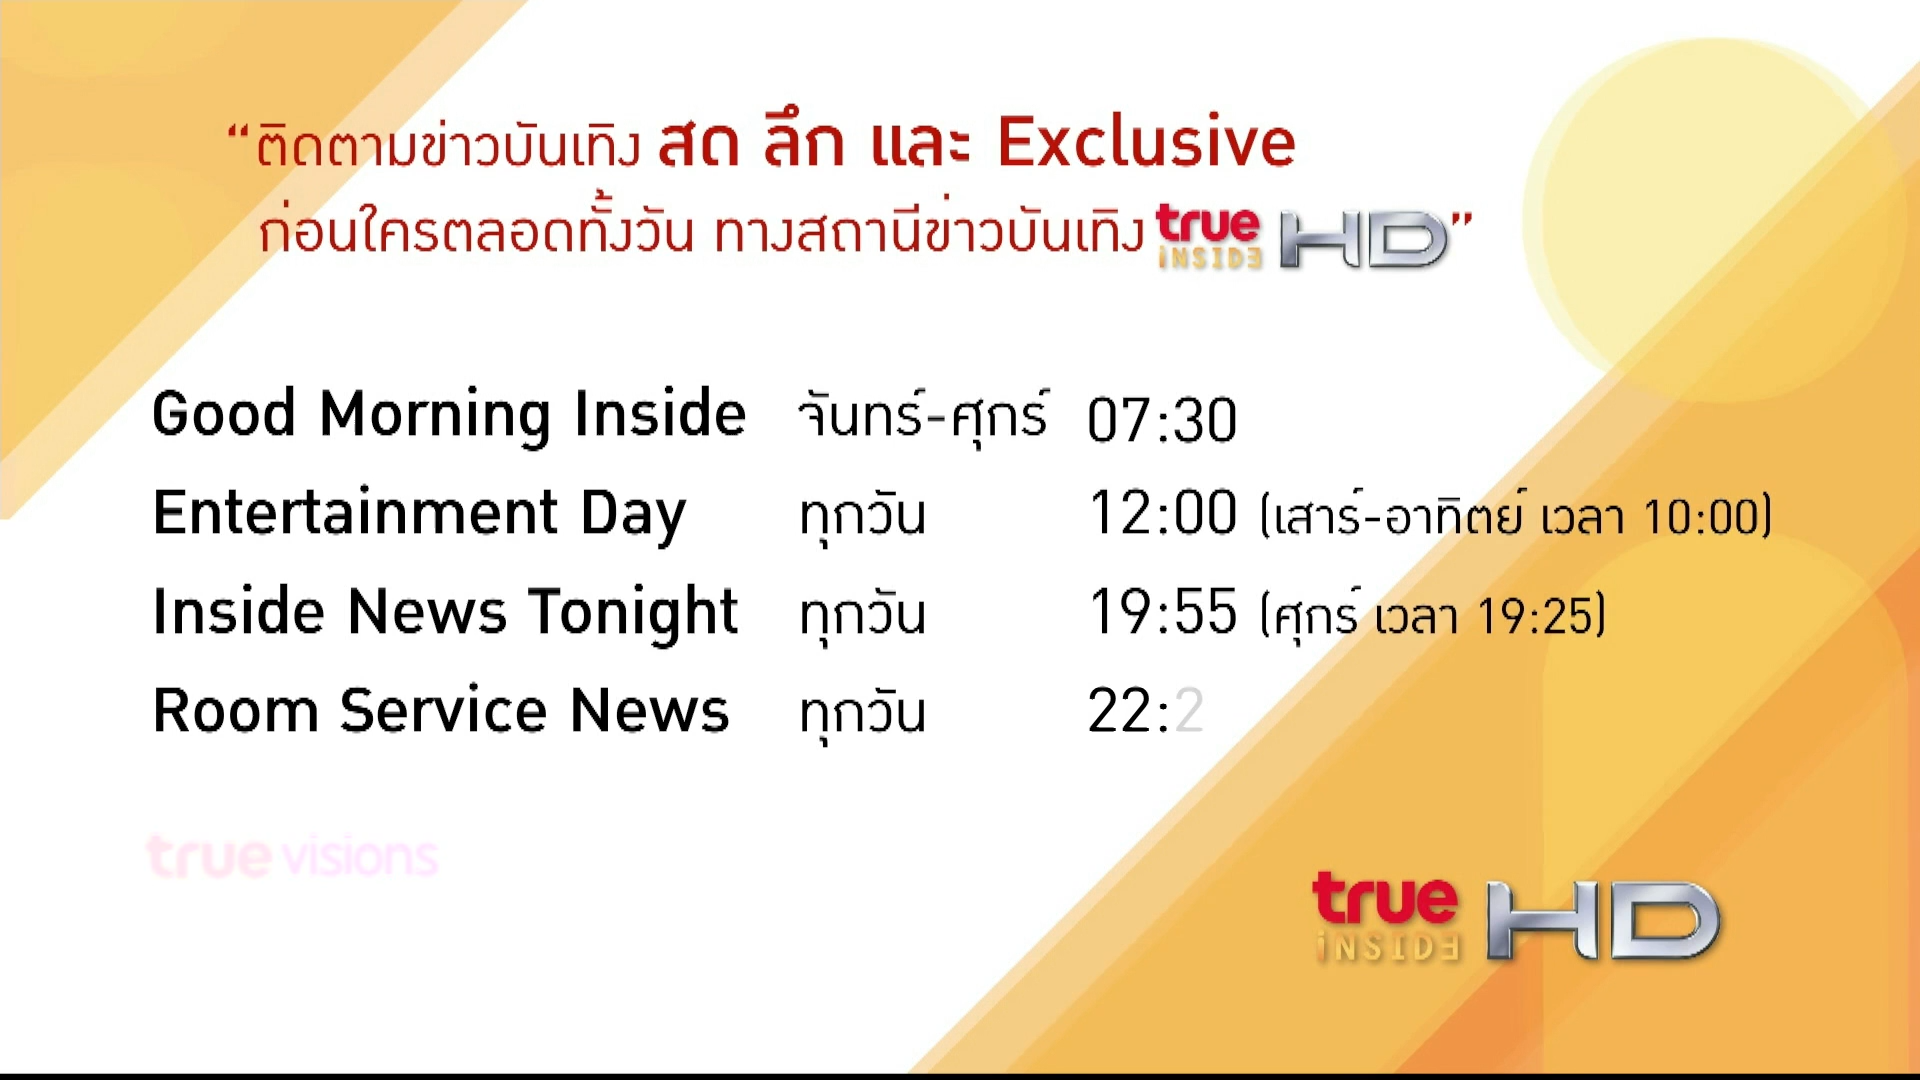 “ติดตามข่าวบันเทิง สด ลึก และ Exclusive
ก่อนใครตลอดทั้งวัน ทางสถานีข่าวบันเทิง true INSIDE HD”
Good Morning Inside จันทร์-ศุกร์ 07:30
Entertainment Day ทุกวัน 12:00 (เสาร์-อาทิตย์ เวลา 10:00)
Inside News Tonight ทุกวัน 19:55 (ศุกร์ เวลา 19:25)
Room Service News ทุกวัน 22:2
true visions
true INSIDE HD